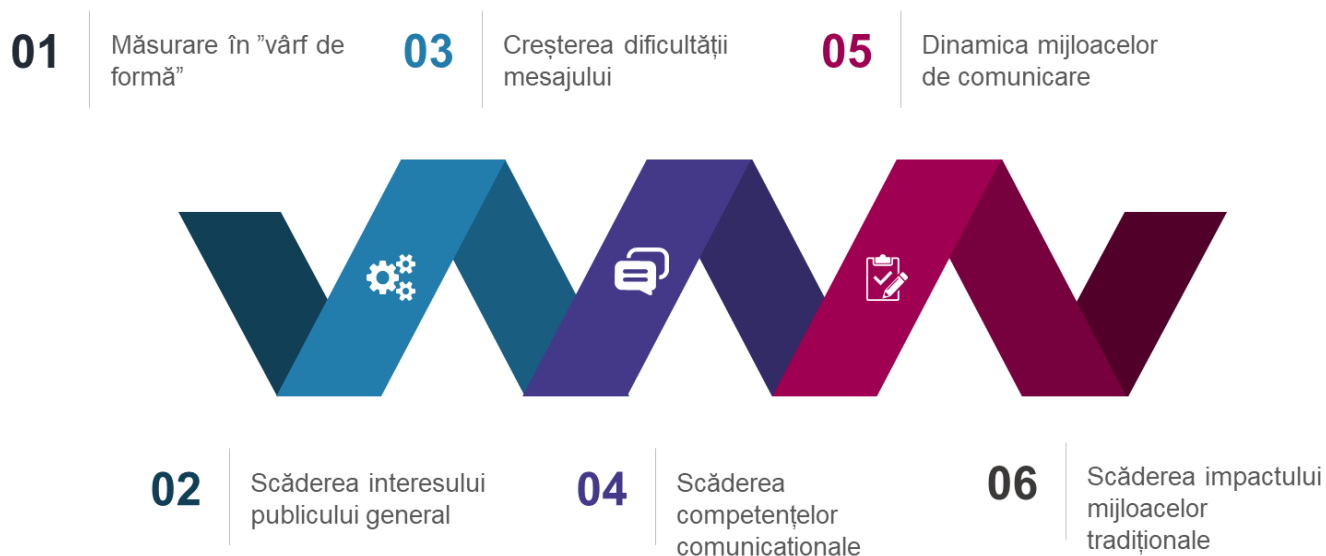 01
Măsurare în ”vârf de
formă”
02
Scăderea interesului
publicului general
03
Creșterea dificultății
mesajului
04
Scăderea
competențelor
comunicationale
05
Dinamica mijloacelor
de comunicare
06
Scăderea impactului
mijloacelor
tradiționale